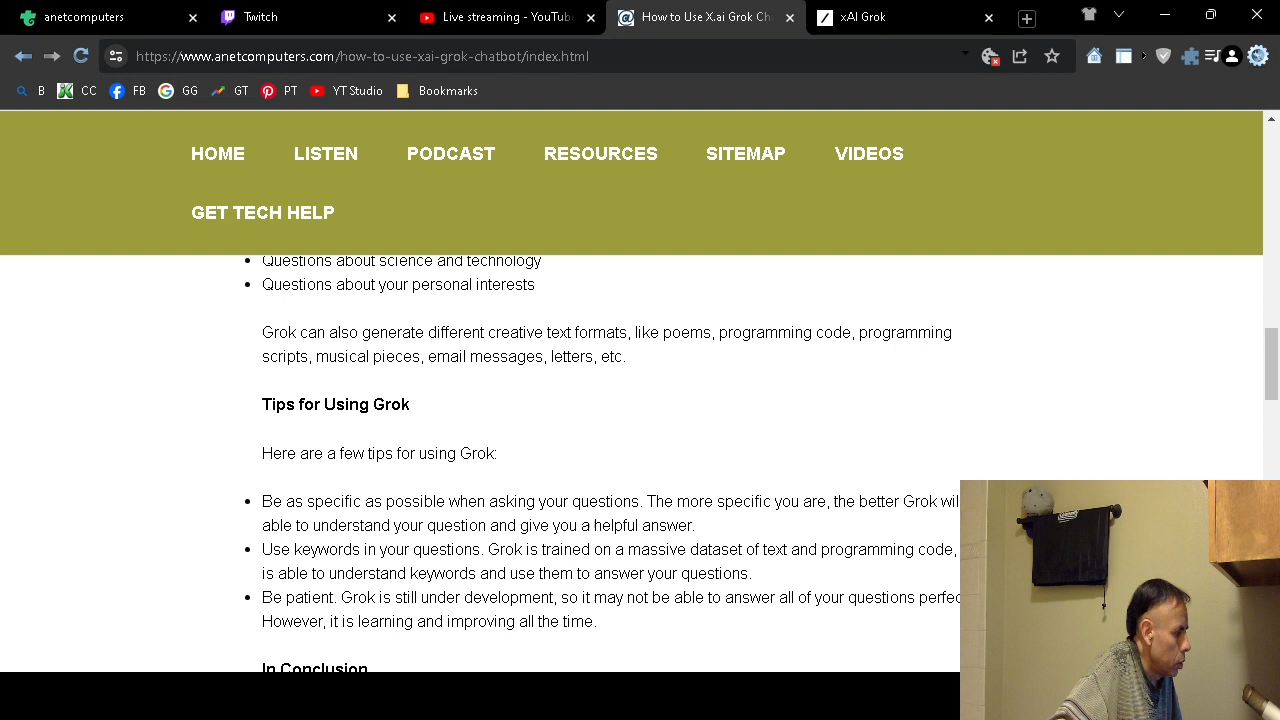 anetcomputers
Twitch
Live streaming - YouTube
How to Use X.ai Grok Ch
xAI Grok
https://www.anetcomputers.com/how-to-use-xai-grok-chatbot/index.html
B
CC
FB
GG
GT
PT
YT Studio
Bookmarks
HOME
LISTEN
PODCAST
RESOURCES
SITEMAP
VIDEOS
GET TECH HELP
Questions about science and technology
Questions about your personal interests
Grok can also generate different creative text formats, like poems, programming code, programming
scripts, musical pieces, email messages, letters, etc.
Tips for Using Grok
Here are a few tips for using Grok:
Be as specific as possible when asking your questions. The more specific you are, the better Grok wil
able to understand your question and give you a helpful answer.
Use keywords in your questions. Grok is trained on a massive dataset of text and programming code,
is able to understand keywords and use them to answer your questions.
Be patient. Grok is still under development, so it may not be able to answer all of your questions perfec
However, it is learning and improving all the time.
In Conclusion